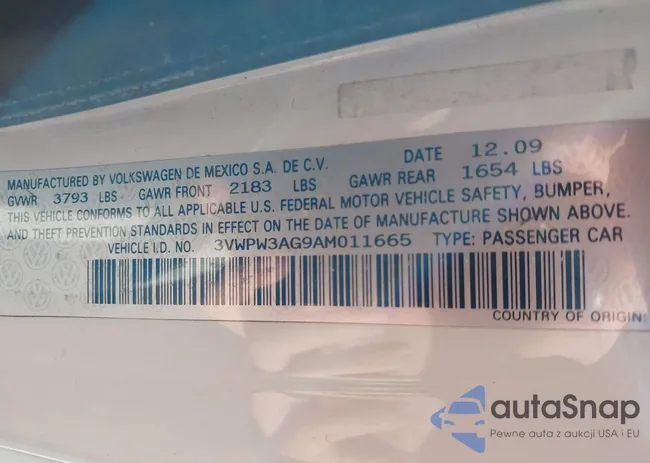 MANUFACTURED BY VOLKSWAGEN DE MEXICO S.A. DE C.V. DATE 12.09
GVWR 3793 LBS GAWR FRONT 2183 LBS GAWR REAR 1654 LBS
THIS VEHICLE CONFORMS TO ALL APPLICABLE U.S. FEDERAL MOTOR VEHICLE SAFETY, BUMPER,
AND THEFT PREVENTION STANDARDS IN EFFECT ON THE DATE OF MANUFACTURE SHOWN ABOVE.
VEHICLE I.D. NO. 3VWPW3AG9AM011665 TYPE: PASSENGER CAR
COUNTRY OF ORIGIN:
autaSnap
Pewne auta z aukcji USA i EU